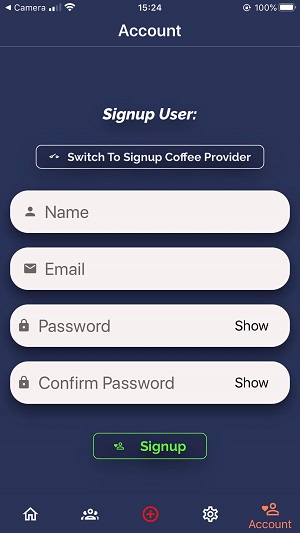 Camera 15:24 100%
Account
Signup User:
Switch To Signup Coffee Provider
Name
Email
Password Show
Confirm Password Show
Signup
Account